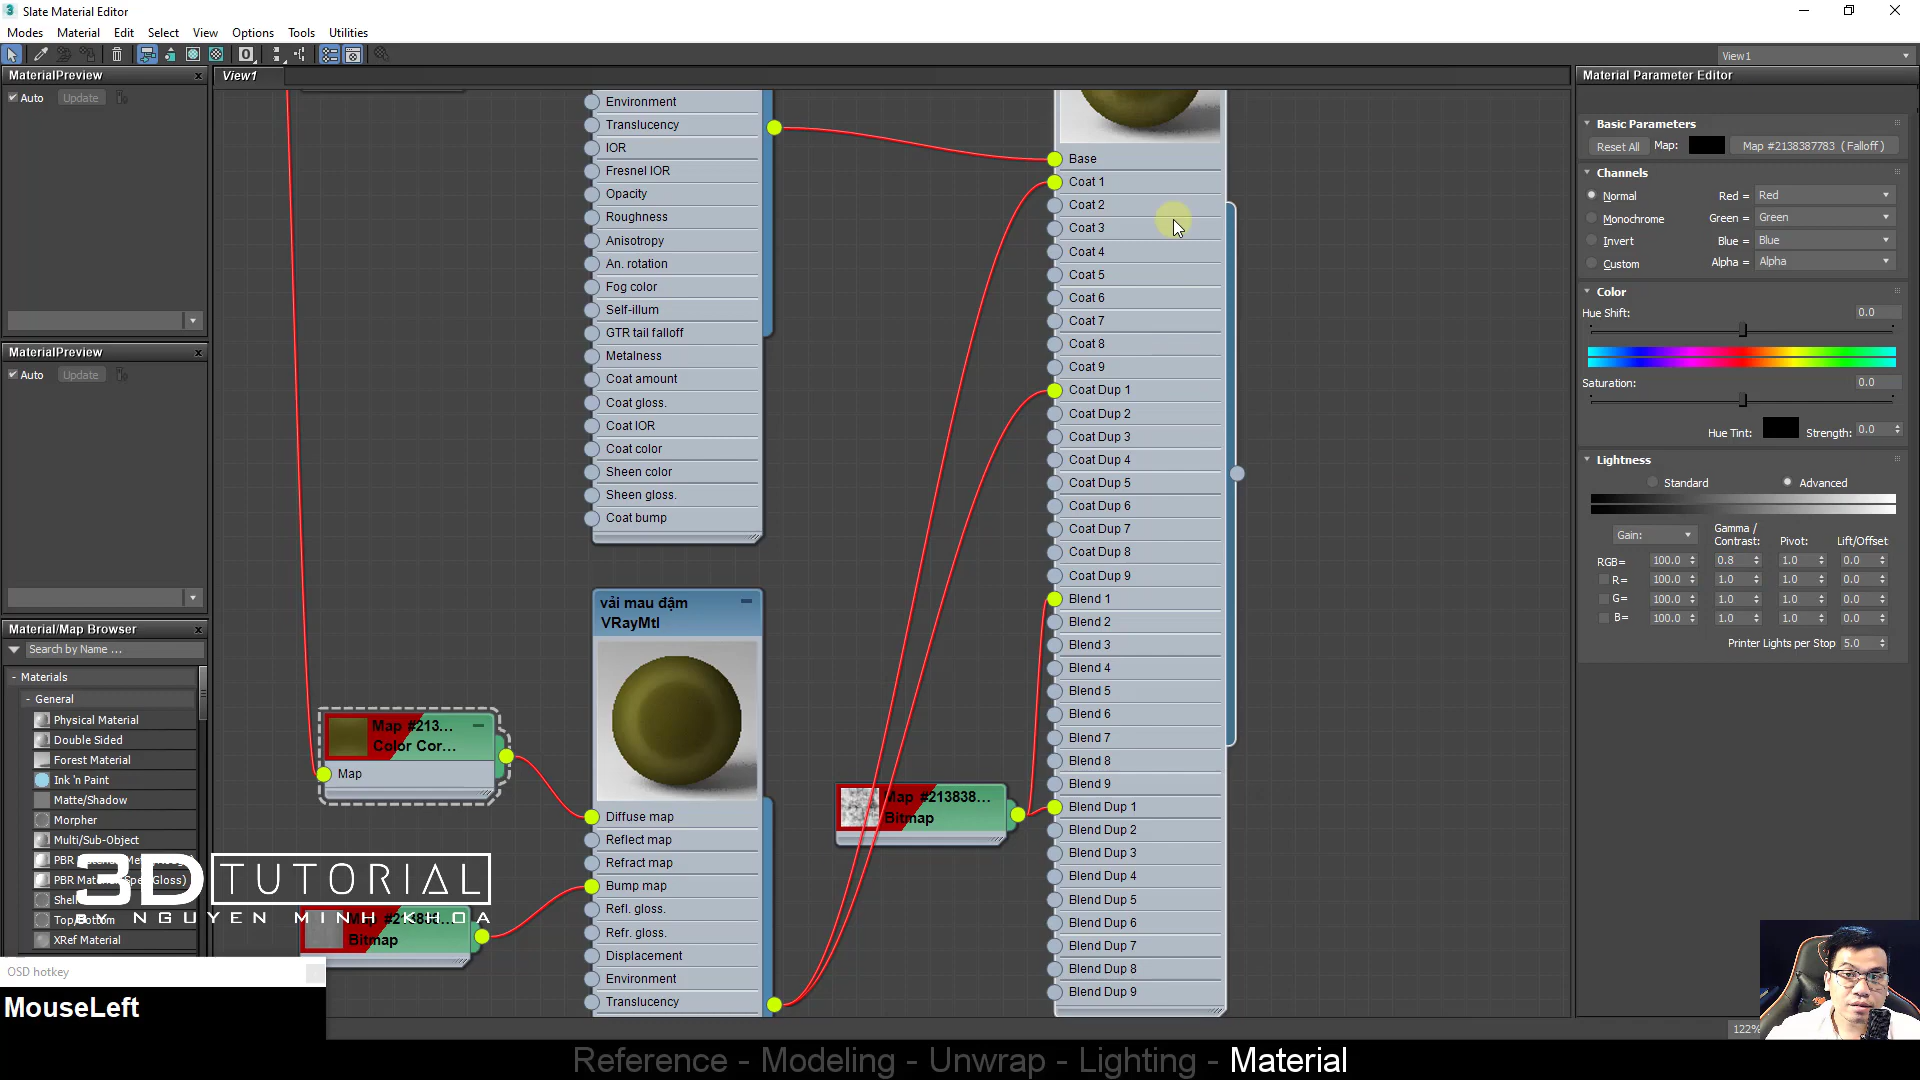 Slate Material Editor
Modes Material Edit Select View Options Tools Utilities
View1
MaterialPreview
Auto Update
MaterialPreview
Auto Update
Material/Map Browser
Search by Name ...
- Materials
- General
Physical Material
Double Sided
Forest Material
Ink 'n Paint
Matte/Shadow
Morpher
Multi/Sub-Object
PBR Mater
PBR Mater Spec Gloss)
Shel
Top/Bottom
XRef Material
3D TUTORIAL
BY NGUYEN MINH KHOA
OSD hotkey
MouseLeft
View1
Environment
Translucency
IOR
Fresnel IOR
Opacity
Roughness
Anisotropy
An. rotation
Fog color
Self-illum
GTR tail falloff
Metalness
Coat amount
Coat gloss.
Coat IOR
Coat color
Sheen color
Sheen gloss.
Coat bump
Map #213...
Color Cor...
Map
Bitmap
vải mau đậm
VRayMtl
Diffuse map
Reflect map
Refract map
Bump map
Refl. gloss.
Refr. gloss.
Displacement
Environment
Translucency
Map #213838...
Bitmap
Base
Coat 1
Coat 2
Coat 3
Coat 4
Coat 5
Coat 6
Coat 7
Coat 8
Coat 9
Coat Dup 1
Coat Dup 2
Coat Dup 3
Coat Dup 4
Coat Dup 5
Coat Dup 6
Coat Dup 7
Coat Dup 8
Coat Dup 9
Blend 1
Blend 2
Blend 3
Blend 4
Blend 5
Blend 6
Blend 7
Blend 8
Blend 9
Blend Dup 1
Blend Dup 2
Blend Dup 3
Blend Dup 4
Blend Dup 5
Blend Dup 6
Blend Dup 7
Blend Dup 8
Blend Dup 9
Material Parameter Editor
Basic Parameters
Reset All Map: Map #2138387783 (Falloff)
Channels
Normal Red = Red
Monochrome Green = Green
Invert Blue = Blue
Custom Alpha = Alpha
Color
Hue Shift: 0.0
Saturation: 0.0
Hue Tint: Strength: 0.0
Lightness
Standard Advanced
Gain: Gamma / Contrast: Pivot: Lift/Offset
RGB= 100.0 0.8 1.0 0.0
R= 100.0 1.0 1.0 0.0
G= 100.0 1.0 1.0 0.0
B= 100.0 1.0 1.0 0.0
Printer Lights per Stop 5.0
122%
Reference - Modeling - Unwrap - Lighting - Material